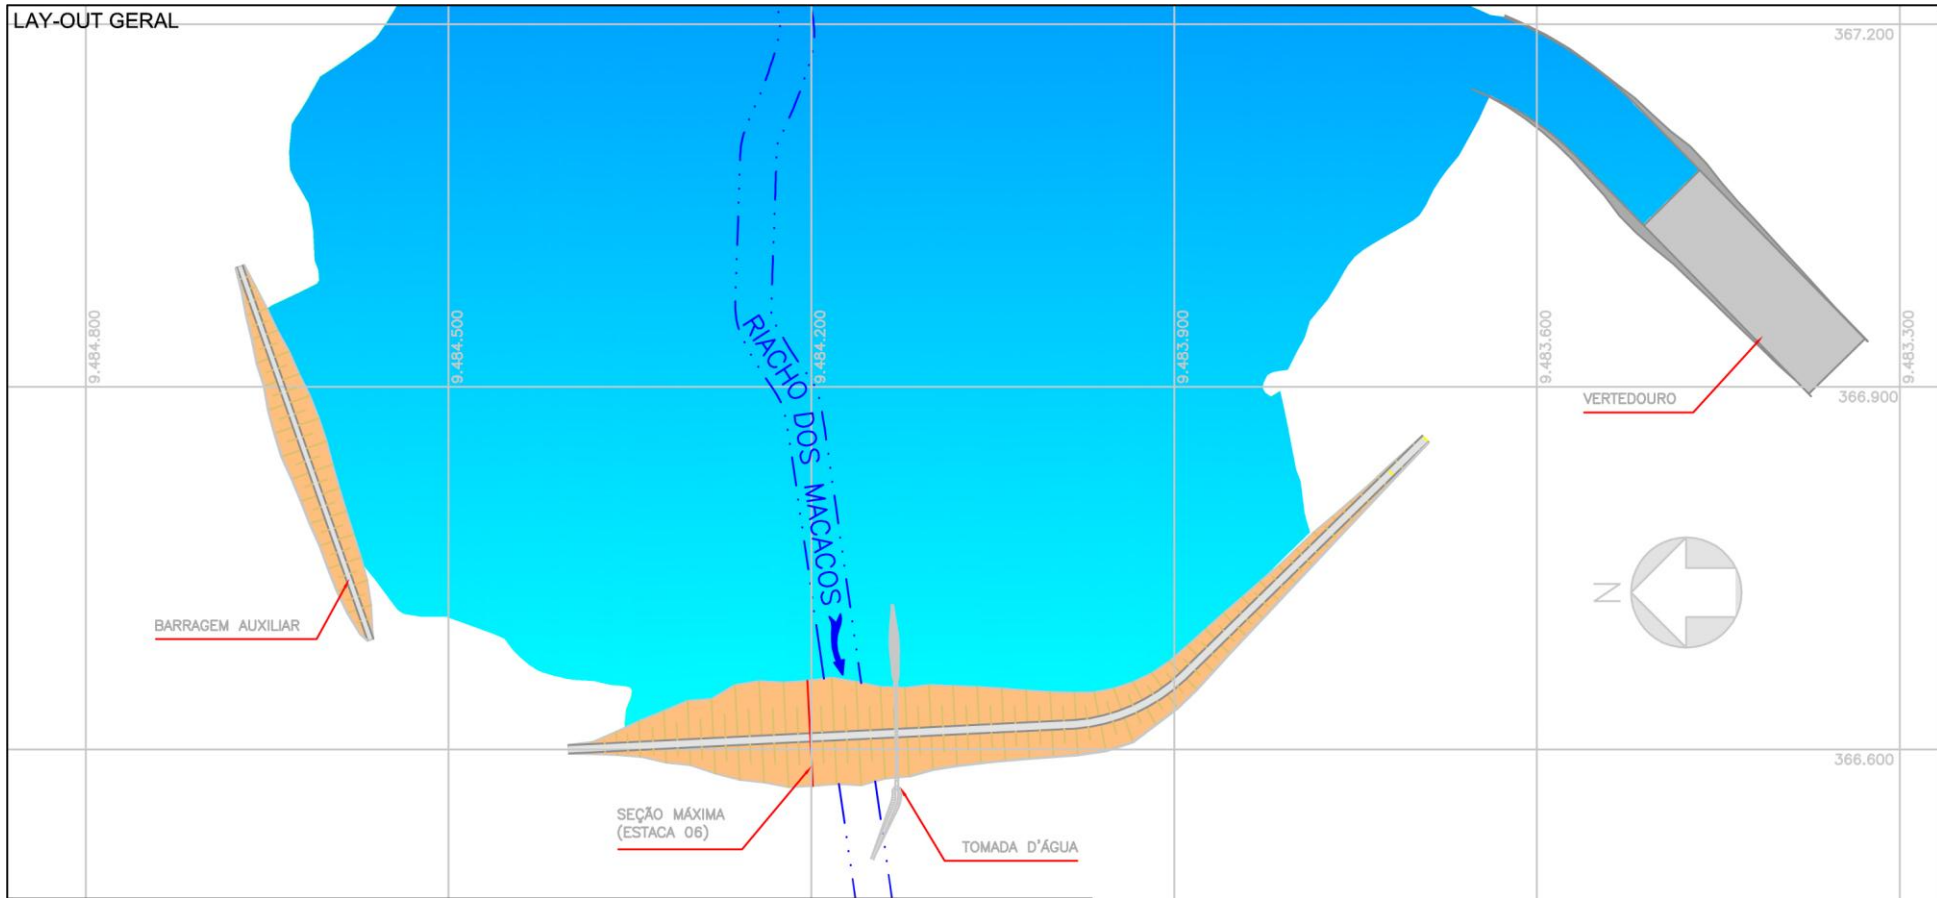 LAY-OUT GERAL
367.200
9.484.800
9.484.500
9.484.200
9.483.900
9.483.600
9.483.300
RIACHO DOS MACACOS
366.900
VERTEDOURO
N
BARRAGEM AUXILIAR
366.600
SEÇÃO MÁXIMA
(ESTACA 06)
TOMADA D'ÁGUA